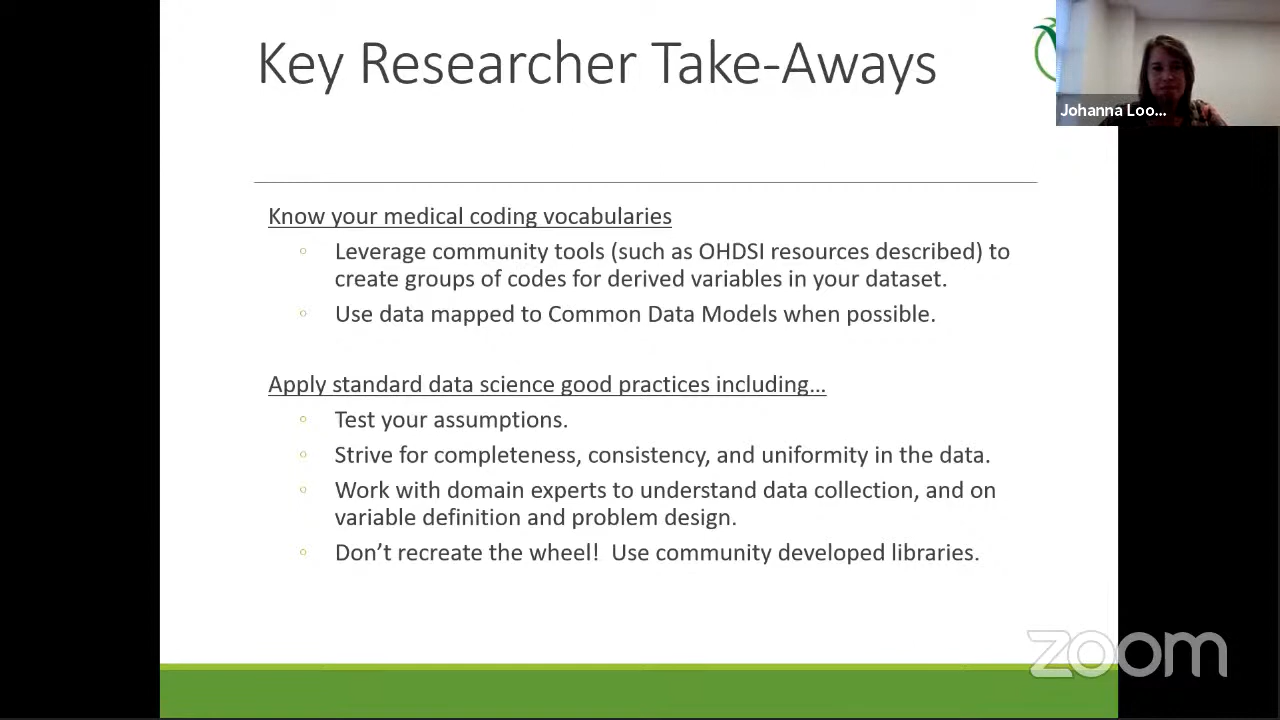 Key Researcher Take-Aways
Johanna Loo...
Know your medical coding vocabularies
Leverage community tools (such as OHDSI resources described) to
create groups of codes for derived variables in your dataset.
Use data mapped to Common Data Models when possible.
Apply standard data science good practices including…
Test your assumptions.
Strive for completeness, consistency, and uniformity in the data.
Work with domain experts to understand data collection, and on
variable definition and problem design.
Don’t recreate the wheel!  Use community developed libraries.
zoom